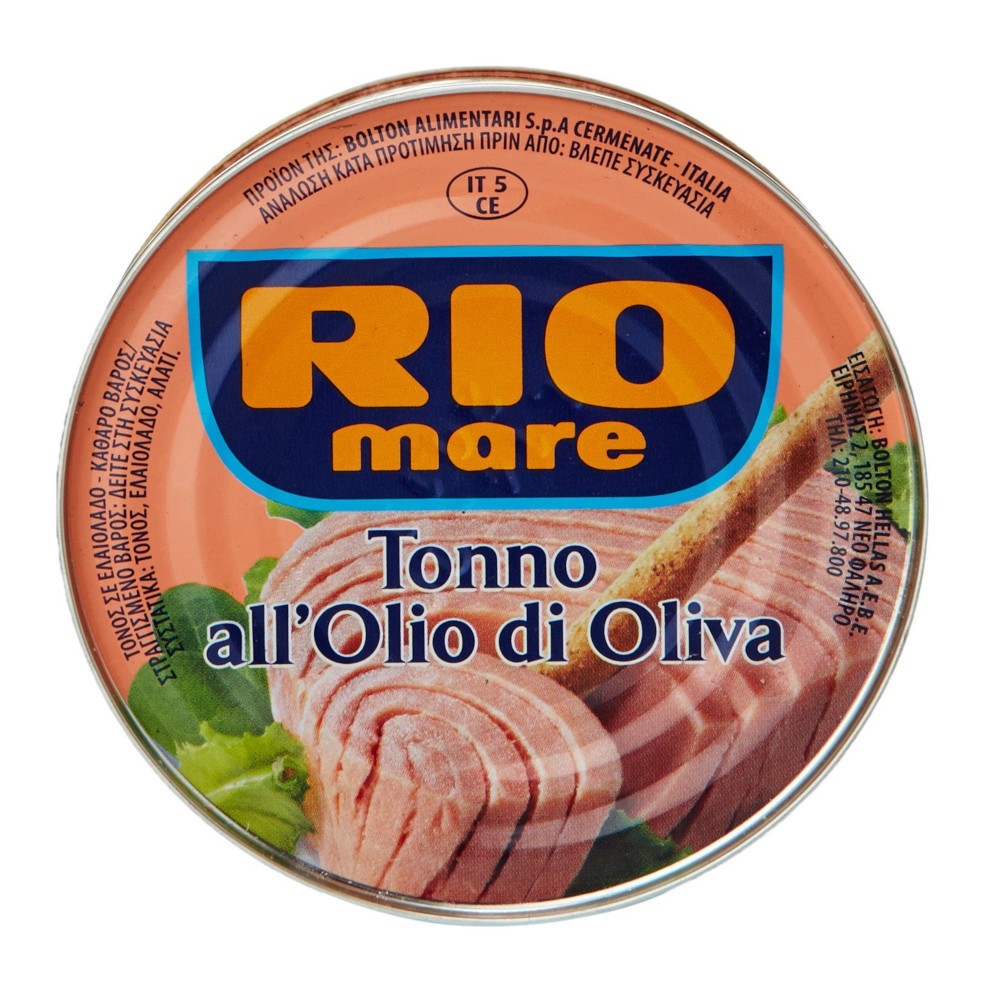 ΠΡΟΪΟΝ ΤΗΣ: BOLTON ALIMENTARI S.p.A CERMENATE - ITALIA
ΑΝΑΛΩΣΗ ΚΑΤΑ ΠΡΟΤΙΜΗΣΗ ΠΡΙΝ ΑΠΟ: ΒΛΕΠΕ ΣΥΣΚΕΥΑΣΙΑ
IT 5
CE
RIO
mare
Tonno
all'Olio di Oliva
ΤΟΝΟΣ ΣΕ ΕΛΑΙΟΛΑΔΟ - ΚΑΘΑΡΟ ΒΑΡΟΣ/
ΣΤΡΑΓΓΙΣΜΕΝΟ ΒΑΡΟΣ: ΔΕΙΤΕ ΣΤΗ ΣΥΣΚΕΥΑΣΙΑ
ΣΥΣΤΑΤΙΚΑ: ΤΟΝΟΣ, ΕΛΑΙΟΛΑΔΟ, ΑΛΑΤΙ.
ΕΙΣΑΓΩΓΗ: BOLTON HELLAS A.E.B.E.
ΕΙΡΗΝΗΣ 2, 185 47 ΝΕΟ ΦΑΛΗΡΟ
ΤΗΛ. 210-48.97.800